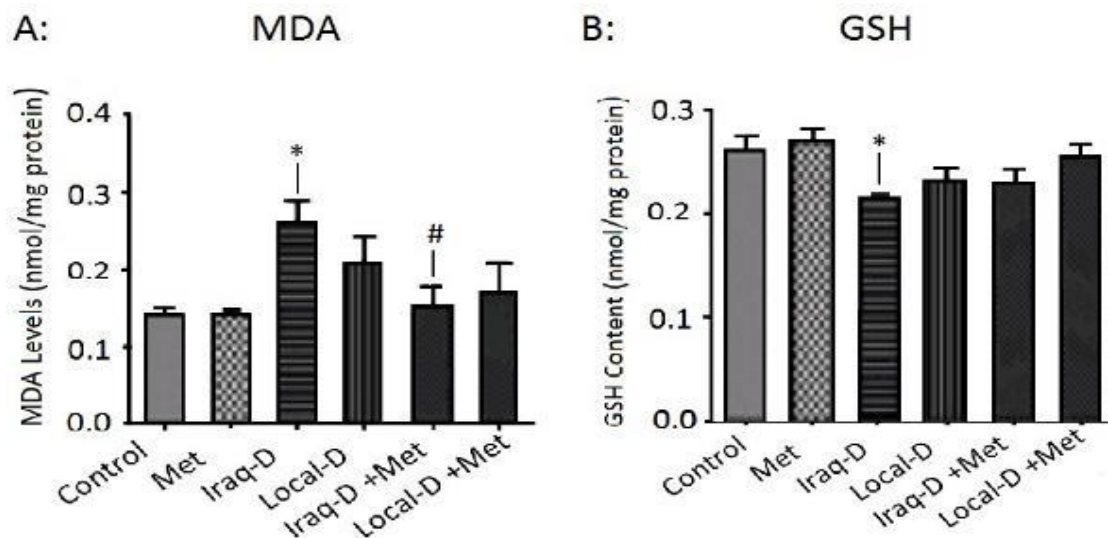 A: MDA
MDA Levels (nmol/mg protein)
0.4
0.3
0.2
0.1
0.0
*
#
Control
Met
Iraq-D
Local-D
Iraq-D +Met
Local-D +Met
B: GSH
GSH Content (nmol/mg protein)
0.3
0.2
0.1
0.0
*
Control
Met
Iraq-D
Local-D
Iraq-D +Met
Local-D +Met